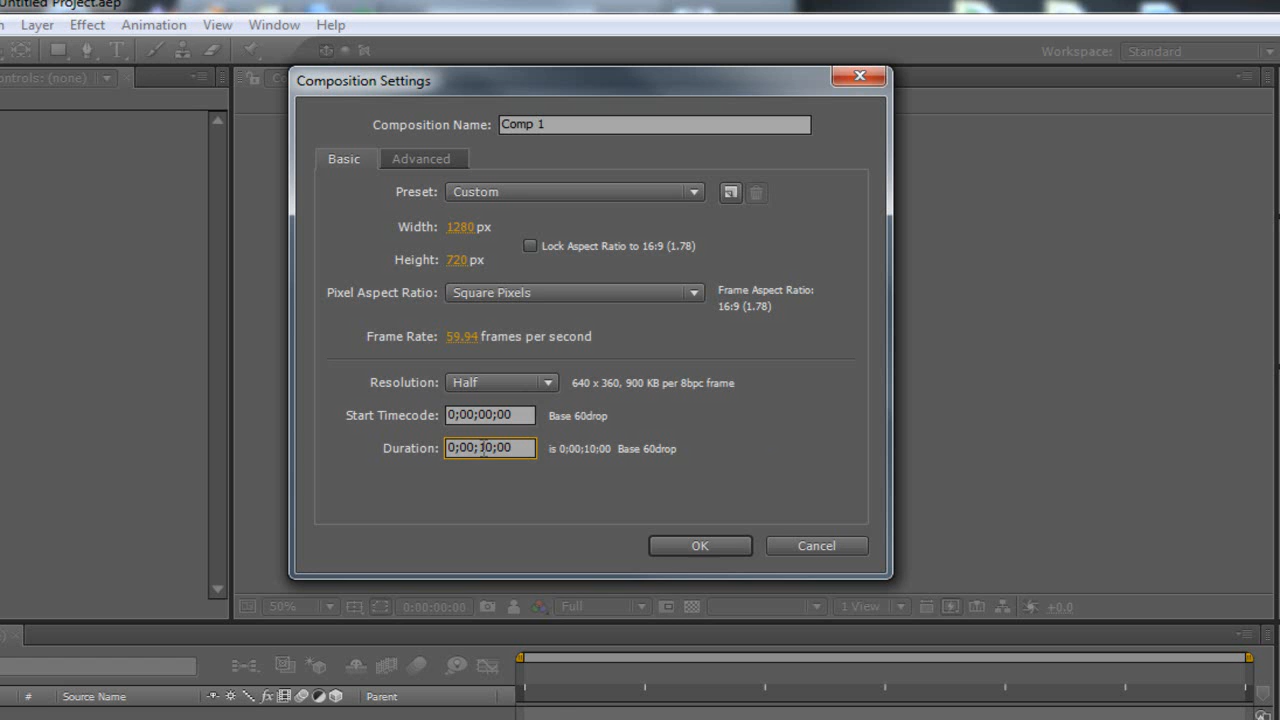 Untitled Project.aep
Layer Effect Animation View Window Help
Workspace: Standard
ontrols: (none)
Composition Settings
Composition Name: Comp 1
Basic Advanced
Preset: Custom
Width: 1280 px
Lock Aspect Ratio to 16:9 (1.78)
Height: 720 px
Pixel Aspect Ratio: Square Pixels
Frame Aspect Ratio:
16:9 (1.78)
Frame Rate: 59.94 frames per second
Resolution: Half 640 x 360, 900 KB per 8bpc frame
Start Timecode: 0;00;00;00 Base 60drop
Duration: 0;00;10;00 is 0;00;10;00 Base 60drop
OK Cancel
50% 0:00:00:00 Full 1 View +0.0
# Source Name fx Parent